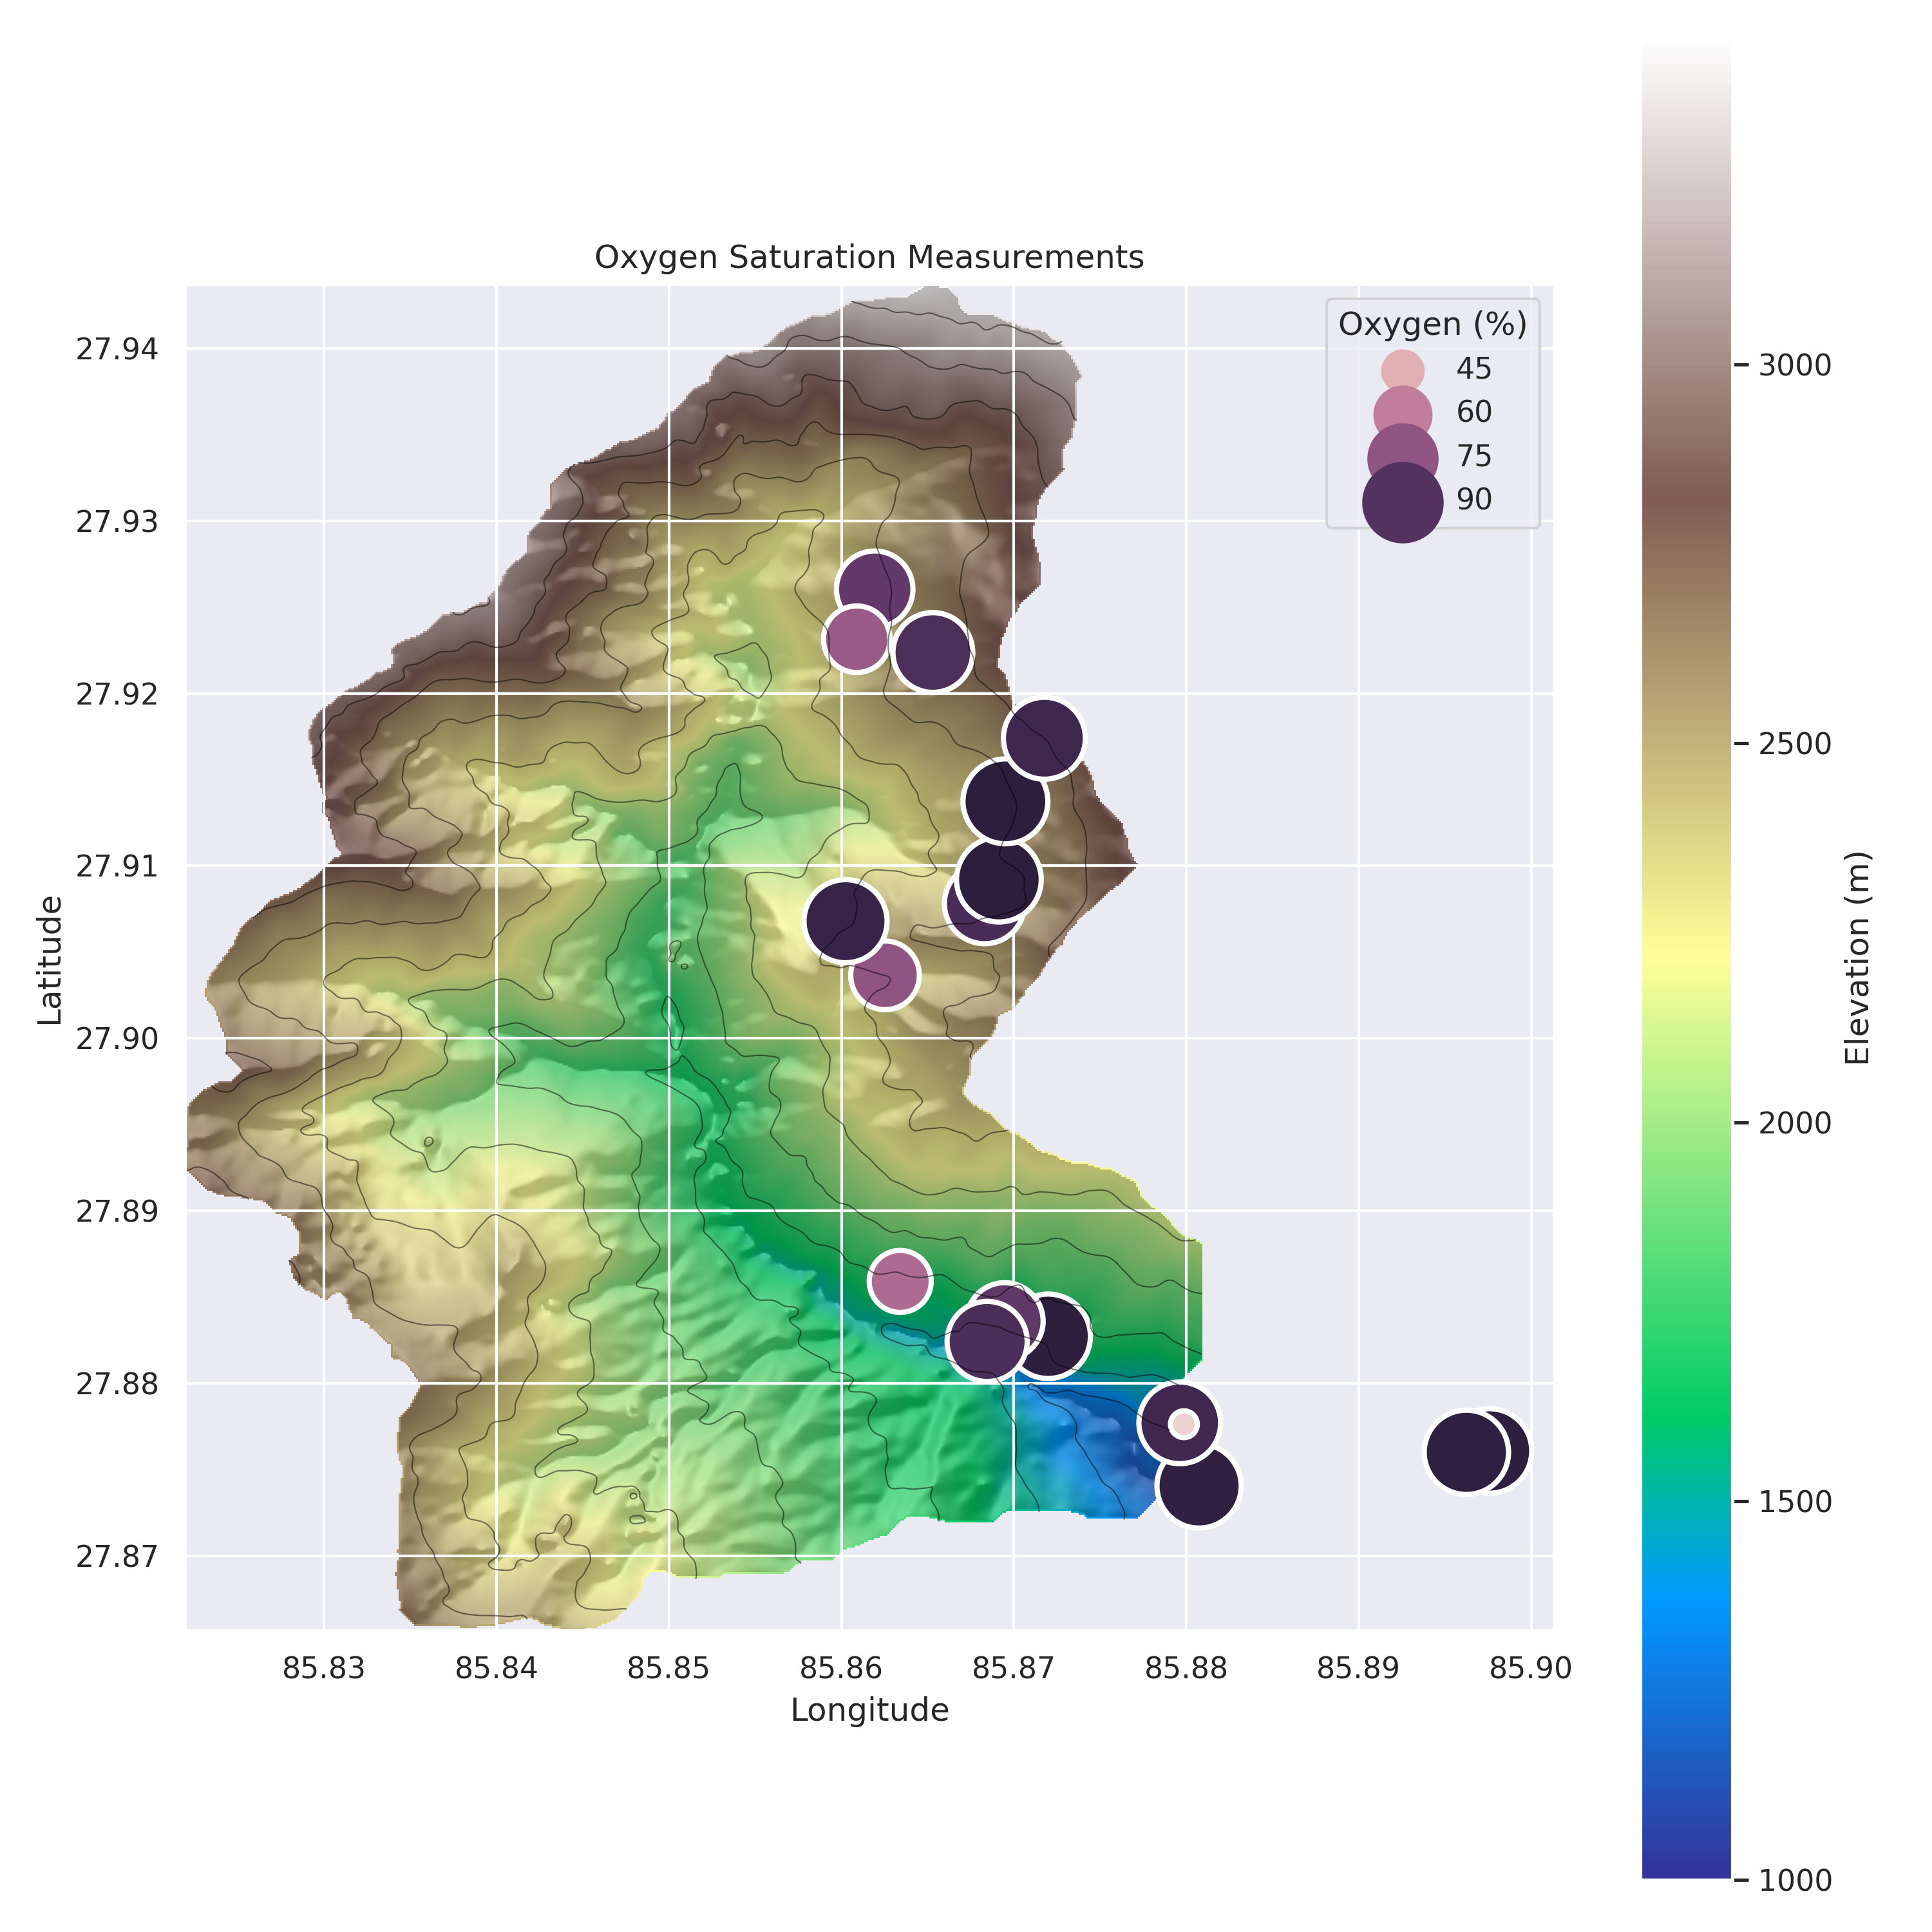 Oxygen Saturation Measurements
Oxygen (%)
45
60
75
90
27.94
27.93
27.92
27.91
27.90
27.89
27.88
27.87
Latitude
85.83 85.84 85.85 85.86 85.87 85.88 85.89 85.90
Longitude
3000
2500
2000
1500
1000
Elevation (m)